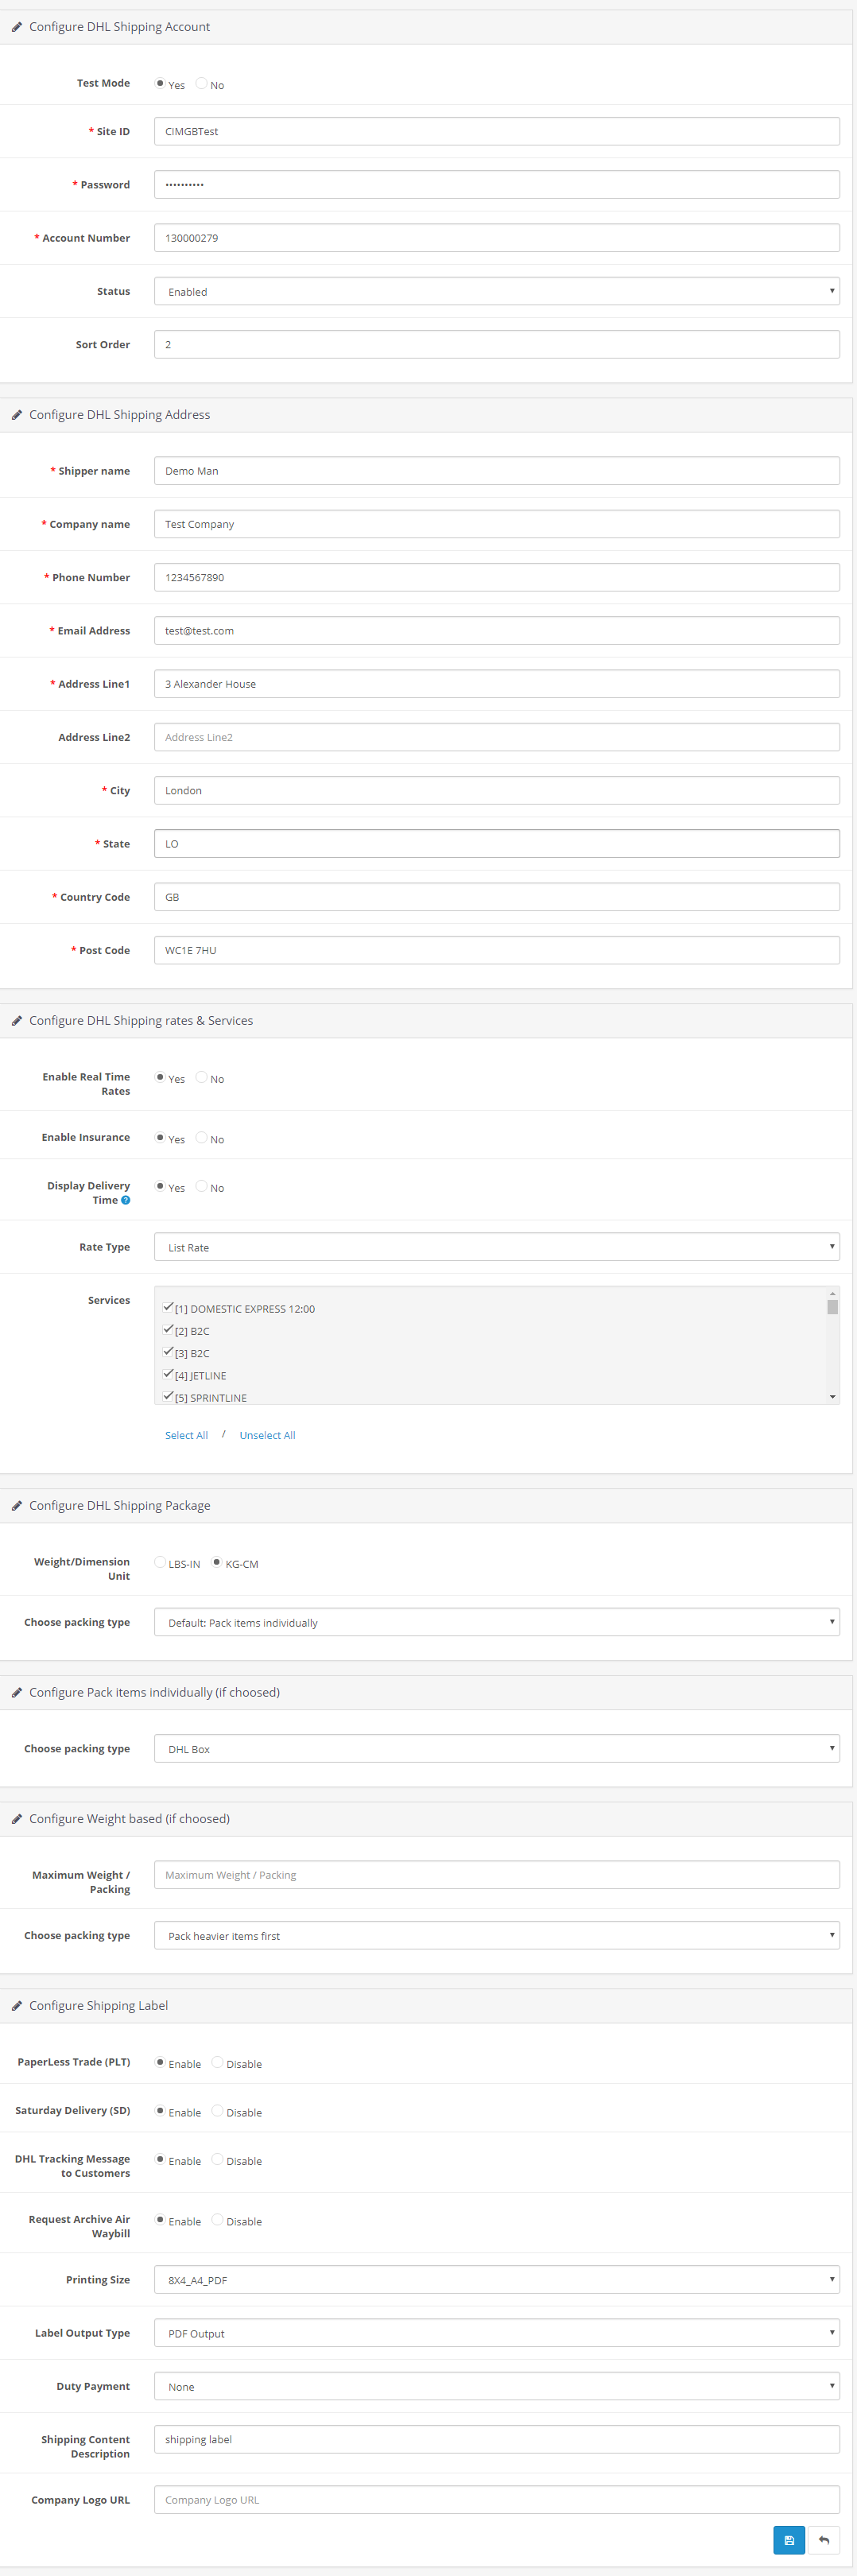 Configure DHL Shipping Account
Test Mode Yes No
* Site ID CIMGBTest
* Password ••••••••••
* Account Number 130000279
Status Enabled
Sort Order 2
Configure DHL Shipping Address
* Shipper name Demo Man
* Company name Test Company
* Phone Number 1234567890
* Email Address test@test.com
* Address Line1 3 Alexander House
Address Line2 Address Line2
* City London
* State LO
* Country Code GB
* Post Code WC1E 7HU
Configure DHL Shipping rates & Services
Enable Real Time
Rates Yes No
Enable Insurance Yes No
Display Delivery
Time ? Yes No
Rate Type List Rate
Services [1] DOMESTIC EXPRESS 12:00
[2] B2C
[3] B2C
[4] JETLINE
[5] SPRINTLINE
Select All / Unselect All
Configure DHL Shipping Package
Weight/Dimension
Unit LBS-IN KG-CM
Choose packing type Default: Pack items individually
Configure Pack items individually (if choosed)
Choose packing type DHL Box
Configure Weight based (if choosed)
Maximum Weight /
Packing Maximum Weight / Packing
Choose packing type Pack heavier items first
Configure Shipping Label
PaperLess Trade (PLT) Enable Disable
Saturday Delivery (SD) Enable Disable
DHL Tracking Message
to Customers Enable Disable
Request Archive Air
Waybill Enable Disable
Printing Size 8X4_A4_PDF
Label Output Type PDF Output
Duty Payment None
Shipping Content
Description shipping label
Company Logo URL Company Logo URL